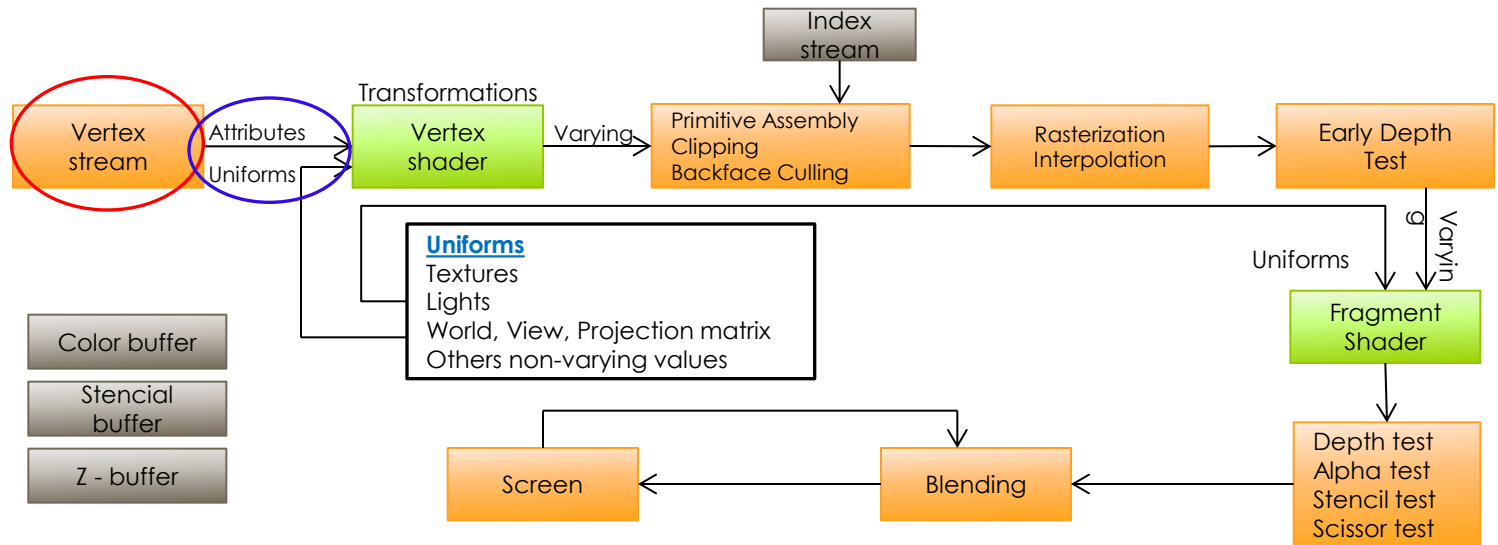 Index
stream
Transformations
Vertex
stream
Attributes
Uniforms
Vertex
shader
Varying
Primitive Assembly
Clipping
Backface Culling
Rasterization
Interpolation
Early Depth
Test
Varyin
g
Uniforms
Uniforms
Textures
Lights
World, View, Projection matrix
Others non-varying values
Fragment
Shader
Color buffer
Stencial
buffer
Z - buffer
Screen
Blending
Depth test
Alpha test
Stencil test
Scissor test